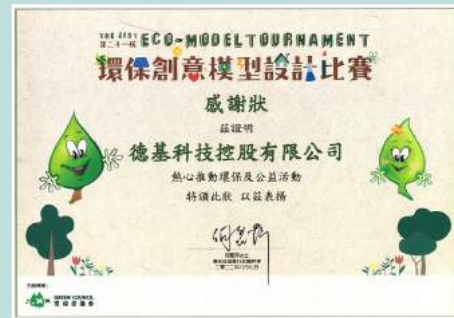 THE 21ST ECO-MODEL TOURNAMENT
第二十一屆
環保創意模型設計比賽
感謝狀
茲證明
德基科技控股有限公司
熱心推動環保及公益活動
特頒此狀 以茲表揚
GREEN COUNCIL
環保促進會